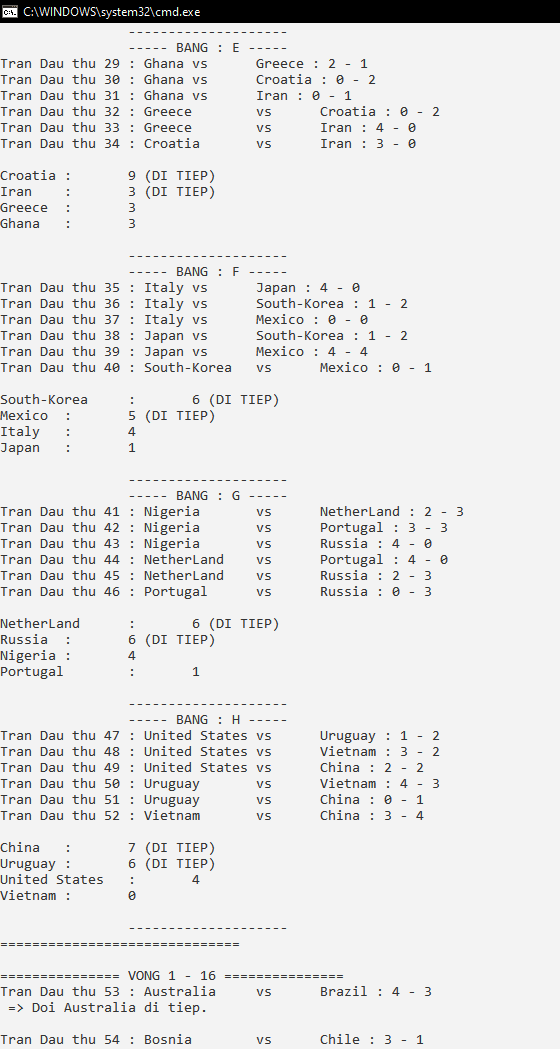 C:\WINDOWS\system32\cmd.exe
--------------------
----- BANG : E -----
Tran Dau thu 29 : Ghana vs      Greece : 2 - 1
Tran Dau thu 30 : Ghana vs      Croatia : 0 - 2
Tran Dau thu 31 : Ghana vs      Iran : 0 - 1
Tran Dau thu 32 : Greece        vs      Croatia : 0 - 2
Tran Dau thu 33 : Greece        vs      Iran : 4 - 0
Tran Dau thu 34 : Croatia       vs      Iran : 3 - 0
Croatia :       9 (DI TIEP)
Iran    :       3 (DI TIEP)
Greece  :       3
Ghana   :       3
--------------------
----- BANG : F -----
Tran Dau thu 35 : Italy vs      Japan : 4 - 0
Tran Dau thu 36 : Italy vs      South-Korea : 1 - 2
Tran Dau thu 37 : Italy vs      Mexico : 0 - 0
Tran Dau thu 38 : Japan vs      South-Korea : 1 - 2
Tran Dau thu 39 : Japan vs      Mexico : 4 - 4
Tran Dau thu 40 : South-Korea   vs      Mexico : 0 - 1
South-Korea     :       6 (DI TIEP)
Mexico  :       5 (DI TIEP)
Italy   :       4
Japan   :       1
--------------------
----- BANG : G -----
Tran Dau thu 41 : Nigeria       vs      NetherLand : 2 - 3
Tran Dau thu 42 : Nigeria       vs      Portugal : 3 - 3
Tran Dau thu 43 : Nigeria       vs      Russia : 4 - 0
Tran Dau thu 44 : NetherLand    vs      Portugal : 4 - 0
Tran Dau thu 45 : NetherLand    vs      Russia : 2 - 3
Tran Dau thu 46 : Portugal      vs      Russia : 0 - 3
NetherLand      :       6 (DI TIEP)
Russia  :       6 (DI TIEP)
Nigeria :       4
Portugal        :       1
--------------------
----- BANG : H -----
Tran Dau thu 47 : United States vs      Uruguay : 1 - 2
Tran Dau thu 48 : United States vs      Vietnam : 3 - 2
Tran Dau thu 49 : United States vs      China : 2 - 2
Tran Dau thu 50 : Uruguay       vs      Vietnam : 4 - 3
Tran Dau thu 51 : Uruguay       vs      China : 0 - 1
Tran Dau thu 52 : Vietnam       vs      China : 3 - 4
China   :       7 (DI TIEP)
Uruguay :       6 (DI TIEP)
United States   :       4
Vietnam :       0
--------------------
==============================
=============== VONG 1 - 16 ===============
Tran Dau thu 53 : Australia     vs      Brazil : 4 - 3
=> Doi Australia di tiep.
Tran Dau thu 54 : Bosnia        vs      Chile : 3 - 1